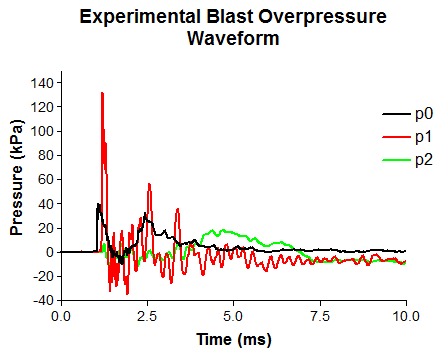 Experimental Blast Overpressure
Waveform
Pressure (kPa)
140
120
100
80
60
40
20
0
-20
-40
0.0
2.5
5.0
7.5
10.0
Time (ms)
p0
p1
p2